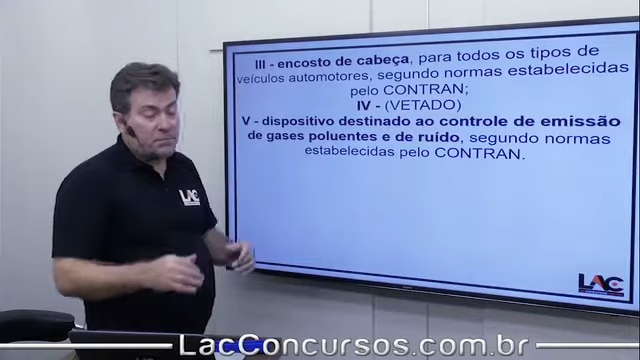 III - encosto de cabeça, para todos os tipos de
veículos automotores, segundo normas estabelecidas
pelo CONTRAN;
IV - (VETADO)
V - dispositivo destinado ao controle de emissão
de gases poluentes e de ruído, segundo normas
estabelecidas pelo CONTRAN.
LAC
LAC
LacConcursos.com.br